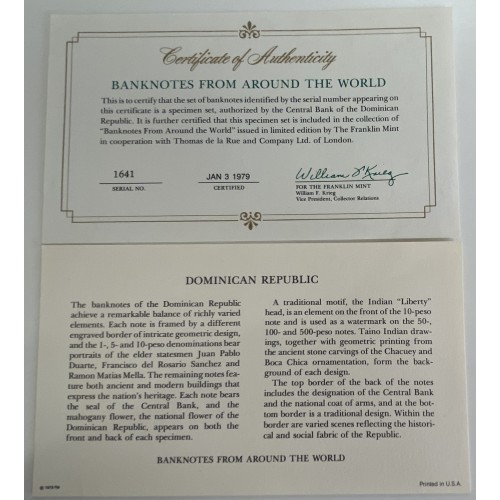 Certificate of Authenticity
BANKNOTES FROM AROUND THE WORLD
This is to certify that the set of banknotes identified by the serial number appearing on
this certificate is a specimen set, authorized by the Central Bank of the Dominican
Republic. It is further certified that this specimen set is included in the collection of
"Banknotes From Around the World" issued in limited edition by The Franklin Mint
in cooperation with Thomas de la Rue and Company Ltd. of London.
1641
SERIAL NO.
JAN 3 1979
CERTIFIED
William F. Krieg
FOR THE FRANKLIN MINT
William F. Krieg
Vice President, Collector Relations
DOMINICAN REPUBLIC
The banknotes of the Dominican Republic
achieve a remarkable balance of richly varied
elements. Each note is framed by a different
engraved border of intricate geometric design,
and the 1-, 5- and 10-peso denominations bear
portraits of the elder statesmen Juan Pablo
Duarte, Francisco del Rosario Sanchez and
Ramon Matias Mella. The remaining notes fea-
ture both ancient and modern buildings that
express the nation's heritage. Each note bears
the seal of the Central Bank, and the
mahogany flower, the national flower of the
Dominican Republic, appears on both the
front and back of each specimen.
A traditional motif, the Indian "Liberty"
head, is an element on the front of the 10-peso
note and is used as a watermark on the 50-,
100- and 500-peso notes. Taino Indian draw-
ings, together with geometric printing from
the ancient stone carvings of the Chacuey and
Boca Chica ornamentation, form the back-
ground of each design.
The top border of the back of the notes
includes the designation of the Central Bank
and the national coat of arms, and at the bot-
tom border is a traditional design. Within the
border are varied scenes reflecting the histori-
cal and social fabric of the Republic.
BANKNOTES FROM AROUND THE WORLD
Printed in U.S.A.